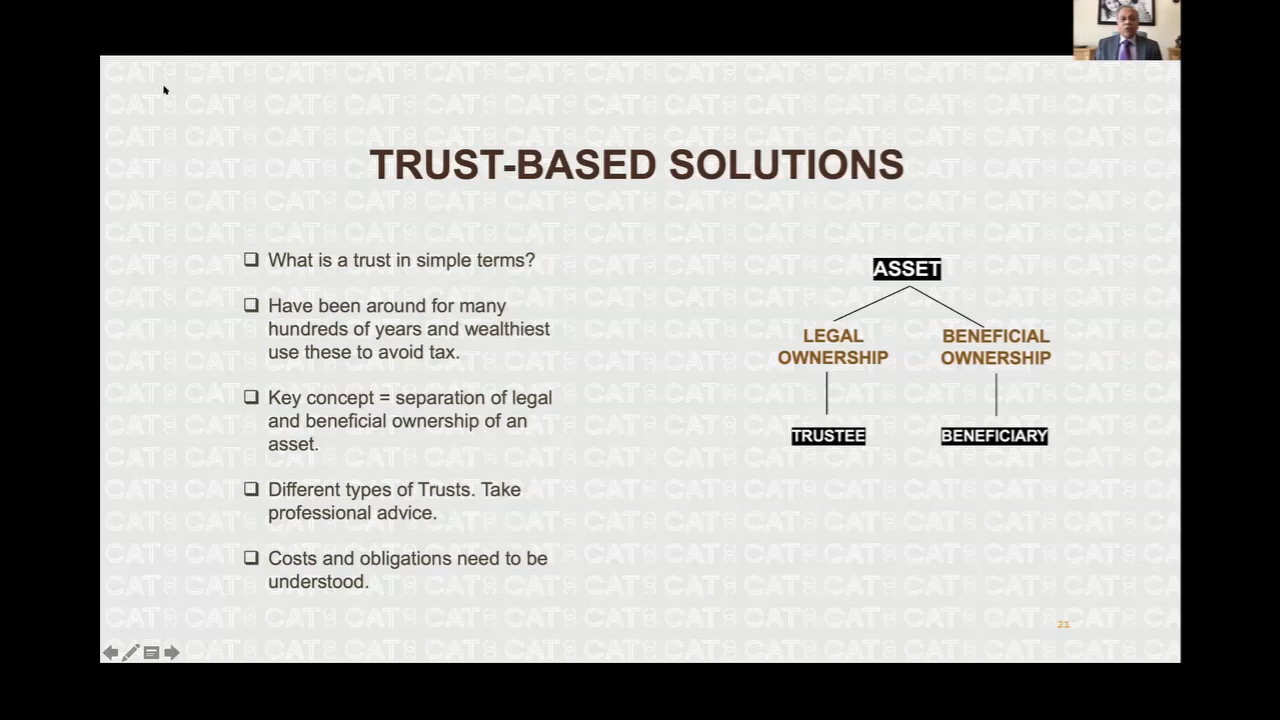 TRUST-BASED SOLUTIONS
❑ What is a trust in simple terms?
❑ Have been around for many
hundreds of years and wealthiest
use these to avoid tax.
❑ Key concept = separation of legal
and beneficial ownership of an
asset.
❑ Different types of Trusts. Take
professional advice.
❑ Costs and obligations need to be
understood.
ASSET
LEGAL
OWNERSHIP
BENEFICIAL
OWNERSHIP
TRUSTEE
BENEFICIARY
21